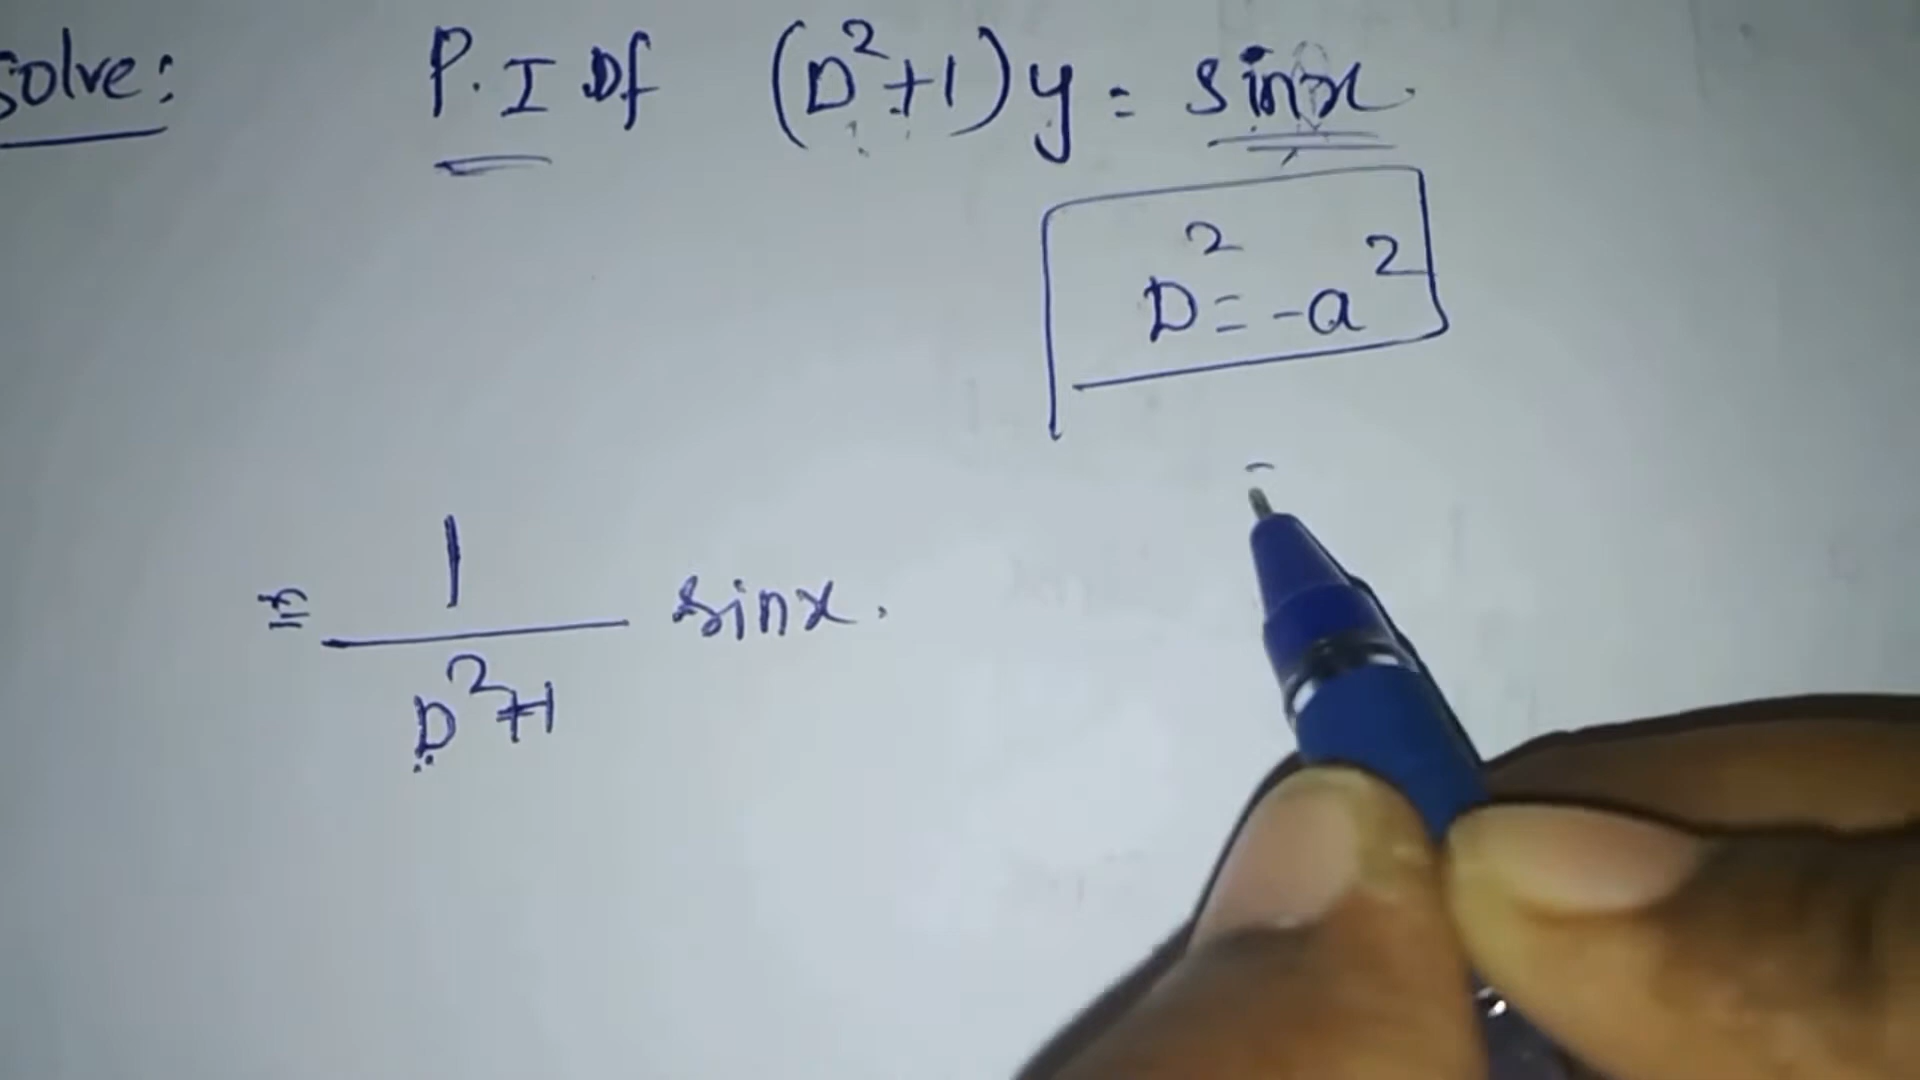 solve: P.I Of (D²+1)y = sinx.
D² = -a²
= 1 / D²+1 sinx.